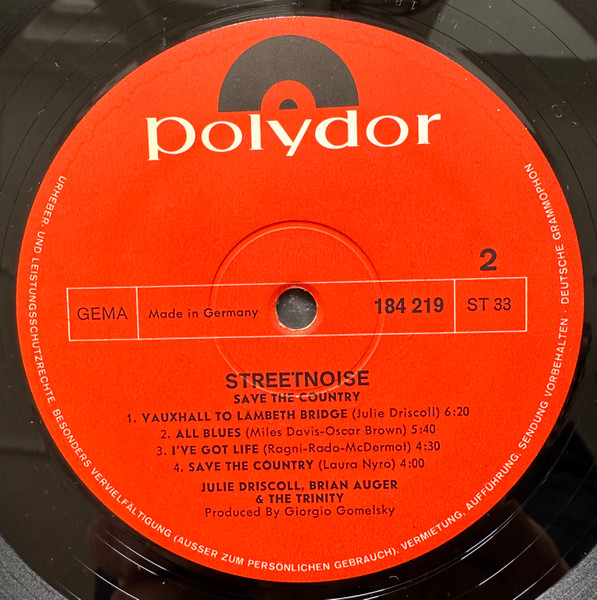 polydor
2
GEMA
Made in Germany
184 219
ST 33
STREETNOISE
SAVE THE COUNTRY
1. VAUXHALL TO LAMBETH BRIDGE (Julie Driscoll) 6:20
2. ALL BLUES (Miles Davis-Oscar Brown) 5:40
3. I'VE GOT LIFE (Ragni-Rado-McDermot) 4:30
4. SAVE THE COUNTRY (Laura Nyro) 4:00
JULIE DRISCOLL, BRIAN AUGER
& THE TRINITY
Produced By Giorgio Gomelsky
URHEBER- UND LEISTUNGSSCHUTZRECHTE, BESONDERS VERVIELFÄLTIGUNG (AUSSER ZUM PERSÖNLICHEN GEBRAUCH), VERMIETUNG, AUFFÜHRUNG, SENDUNG VORBEHALTEN · DEUTSCHE GRAMMOPHON